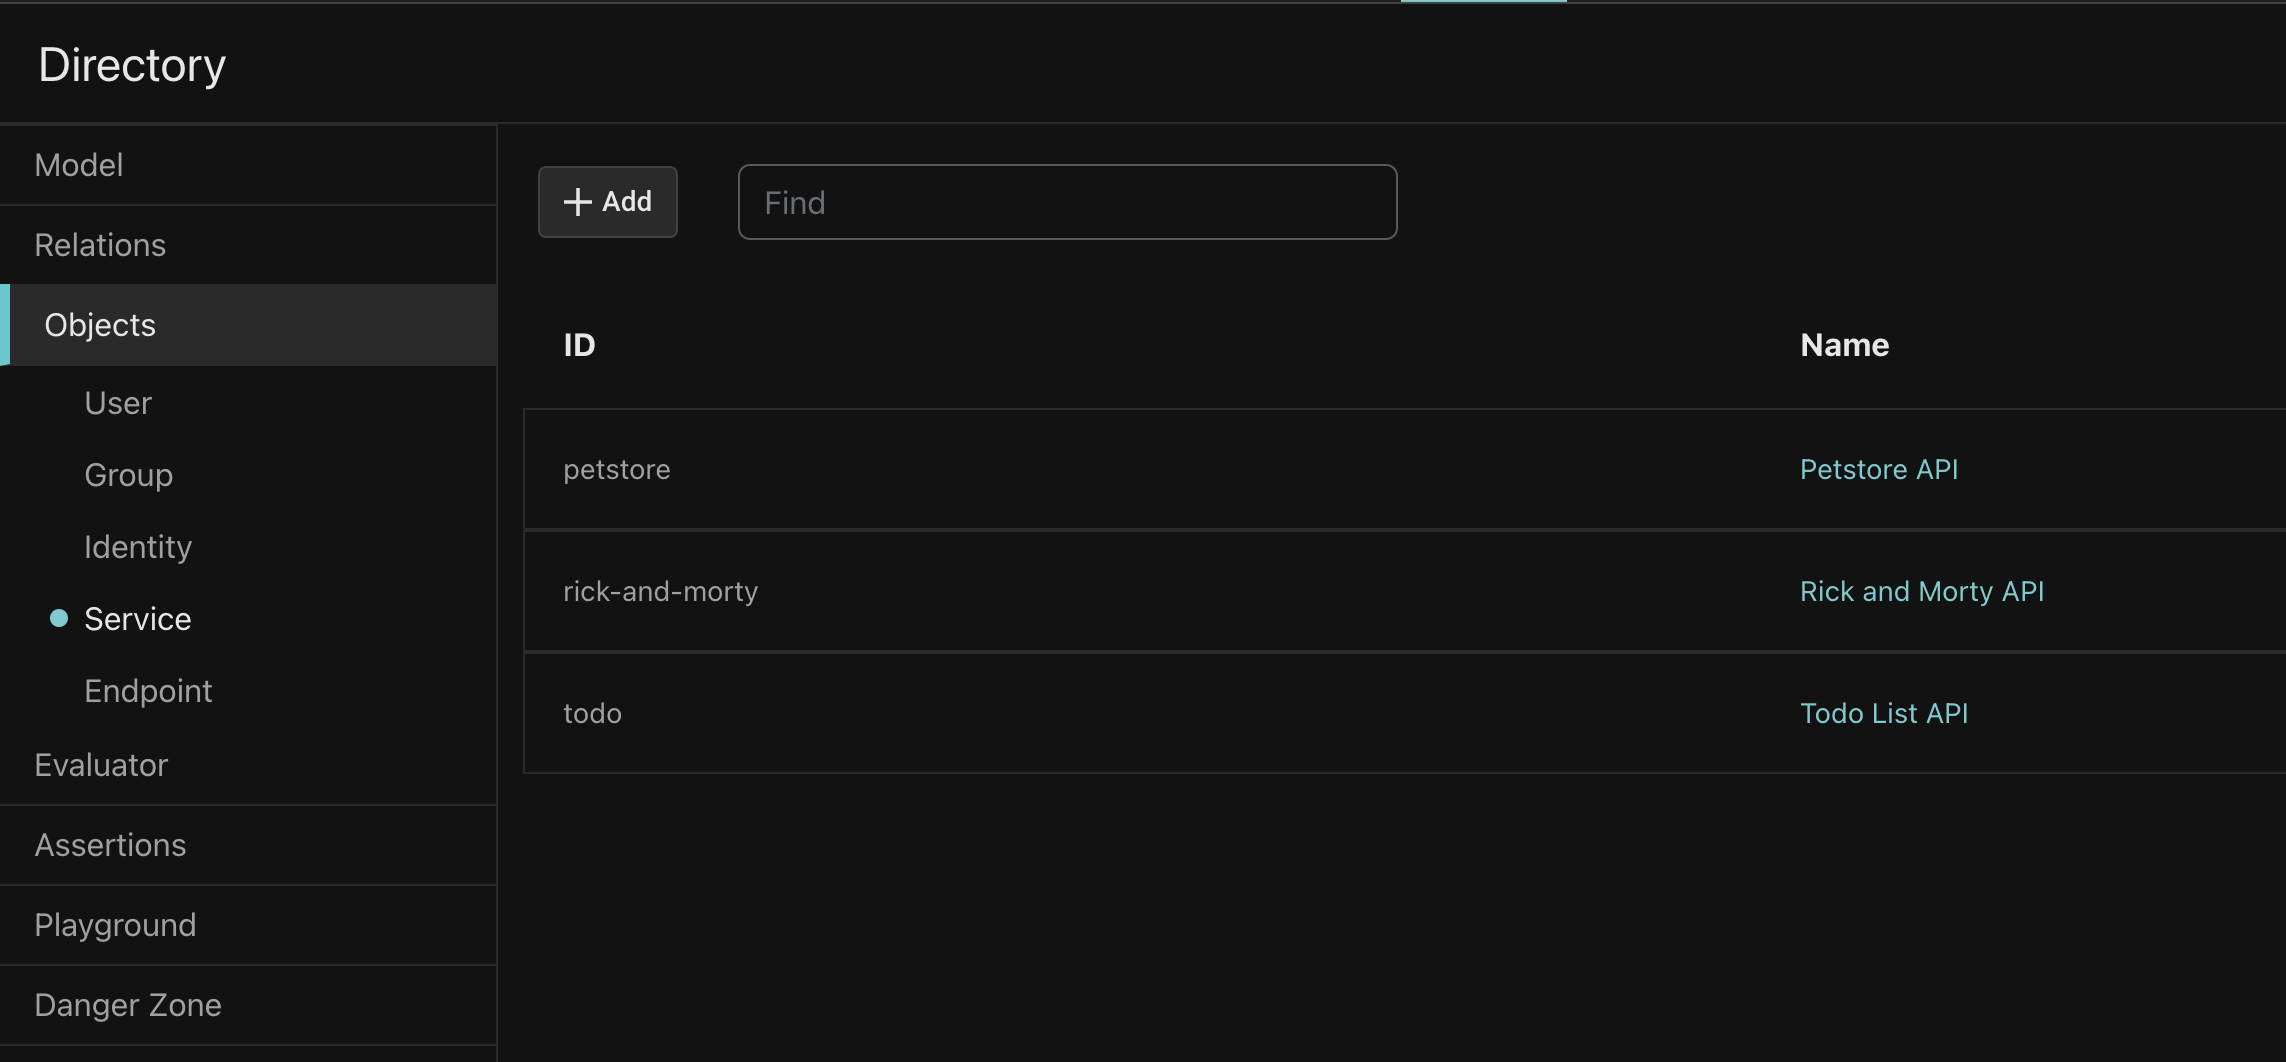 Directory
Model
Relations
Objects
User
Group
Identity
Service
Endpoint
Evaluator
Assertions
Playground
Danger Zone
+ Add
Find
ID Name
petstore Petstore API
rick-and-morty Rick and Morty API
todo Todo List API